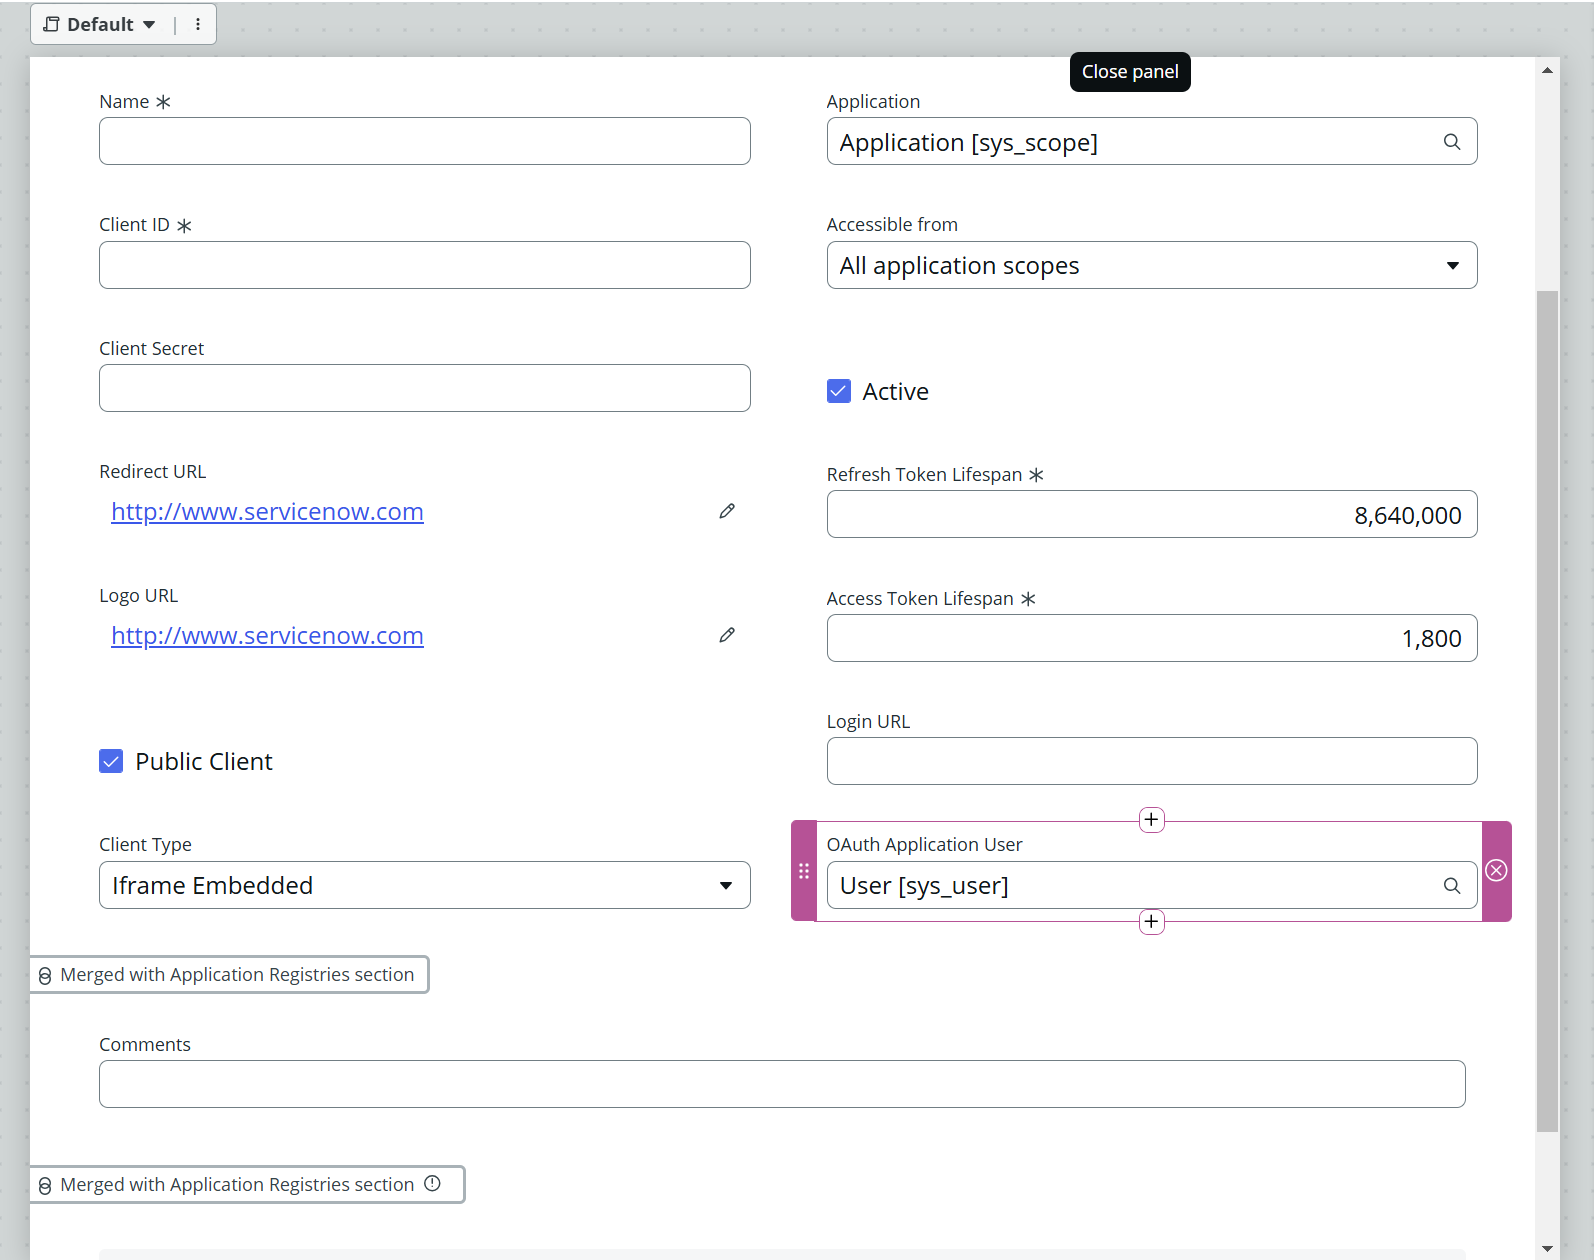 Default
Close panel
Name
Application
Application [sys_scope]
Client ID
Accessible from
All application scopes
Client Secret
Active
Redirect URL
http://www.servicenow.com
Refresh Token Lifespan
8,640,000
Logo URL
http://www.servicenow.com
Access Token Lifespan
1,800
Login URL
Public Client
Client Type
Iframe Embedded
OAuth Application User
User [sys_user]
Merged with Application Registries section
Comments
Merged with Application Registries section